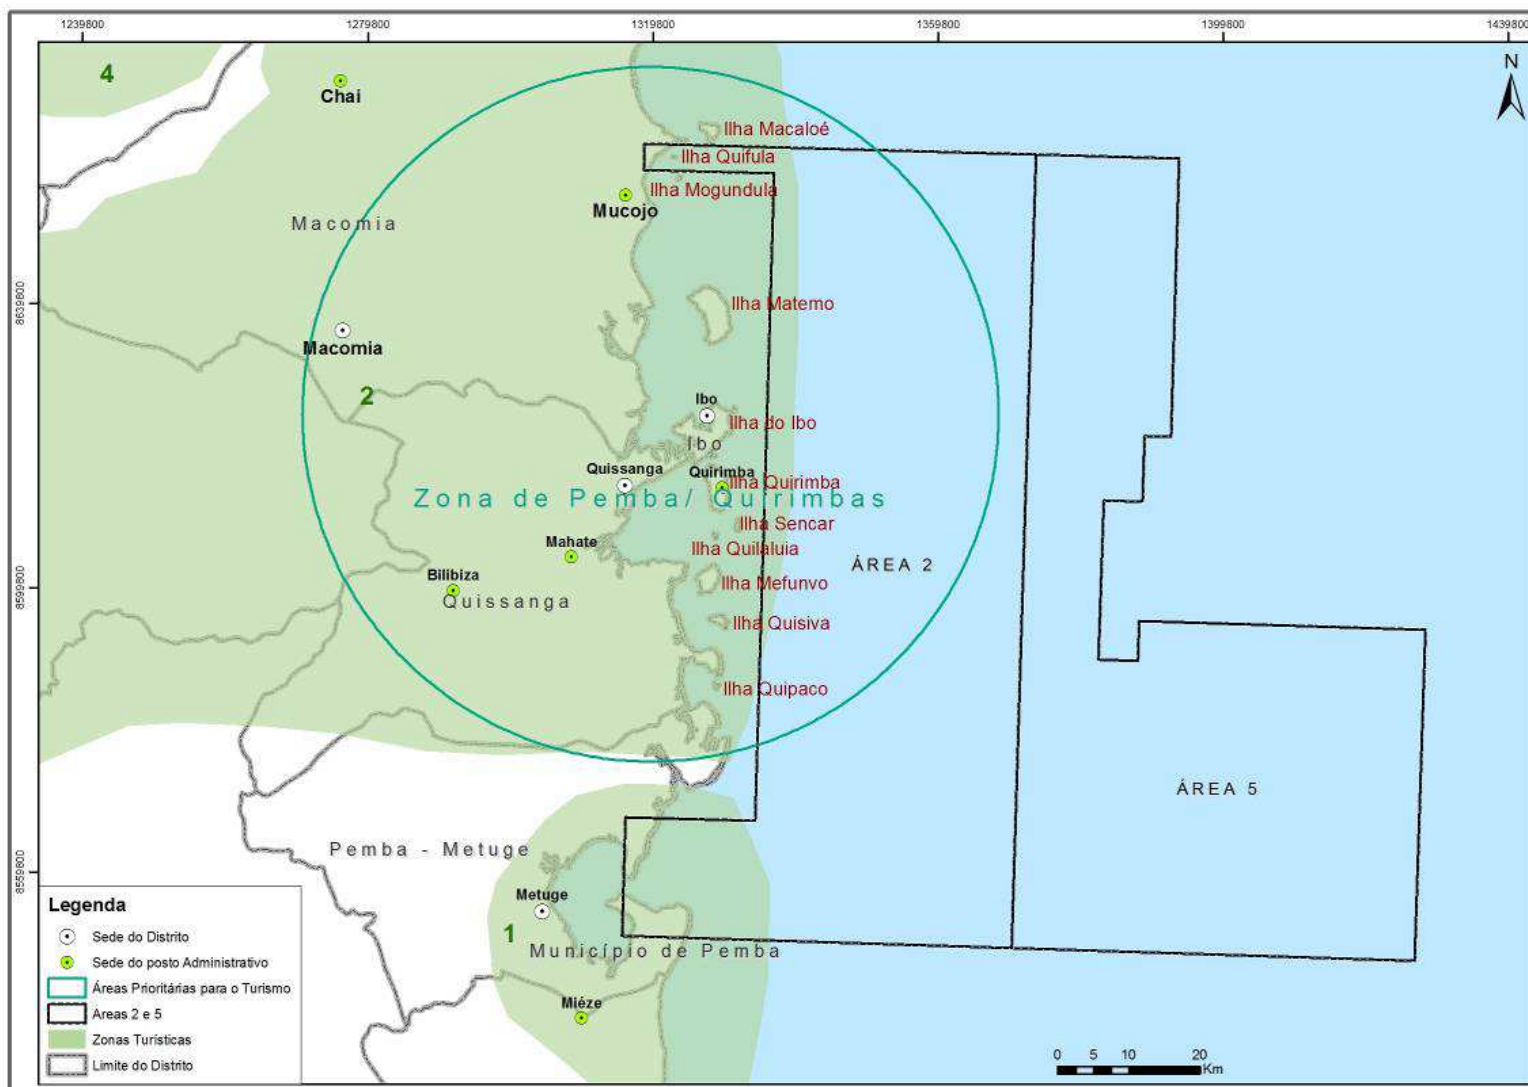 1239800
1279800
1319800
1359800
1399800
1439800
N
4
Chai
Ilha Macaloé
Ilha Quifula
Ilha Mogundula
Mucojo
Macomia
8639800
Ilha Matemo
Macomia
2
Ibo
Ilha do Ibo
Ibo
Quissanga
Quirimba
Ilha Quirimba
Zona de Pemba/ Quirimbas
Ilha Sencar
Mahate
Ilha Quilaluia
ÁREA 2
Bilibiza
Ilha Mefunvo
8599800
Quissanga
Ilha Quisiva
Ilha Quipaco
ÁREA 5
Pemba - Metuge
8559800
Metuge
1
Município de Pemba
Miéze
Legenda
Sede do Distrito
Sede do posto Administrativo
Áreas Prioritárias para o Turismo
Areas 2 e 5
Zonas Turísticas
Limite do Distrito
0 5 10 20
Km